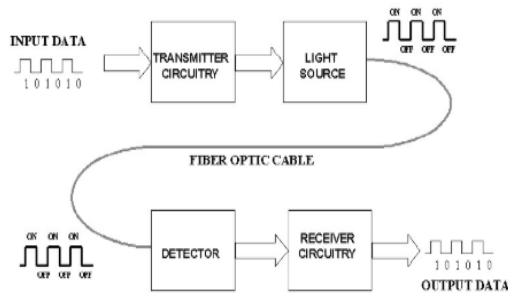 INPUT DATA
1 0 1 0 1 0
TRANSMITTER
CIRCUITRY
LIGHT
SOURCE
ON ON ON
OFF OFF OFF
FIBER OPTIC CABLE
ON ON ON
OFF OFF OFF
DETECTOR
RECEIVER
CIRCUITRY
1 0 1 0 1 0
OUTPUT DATA